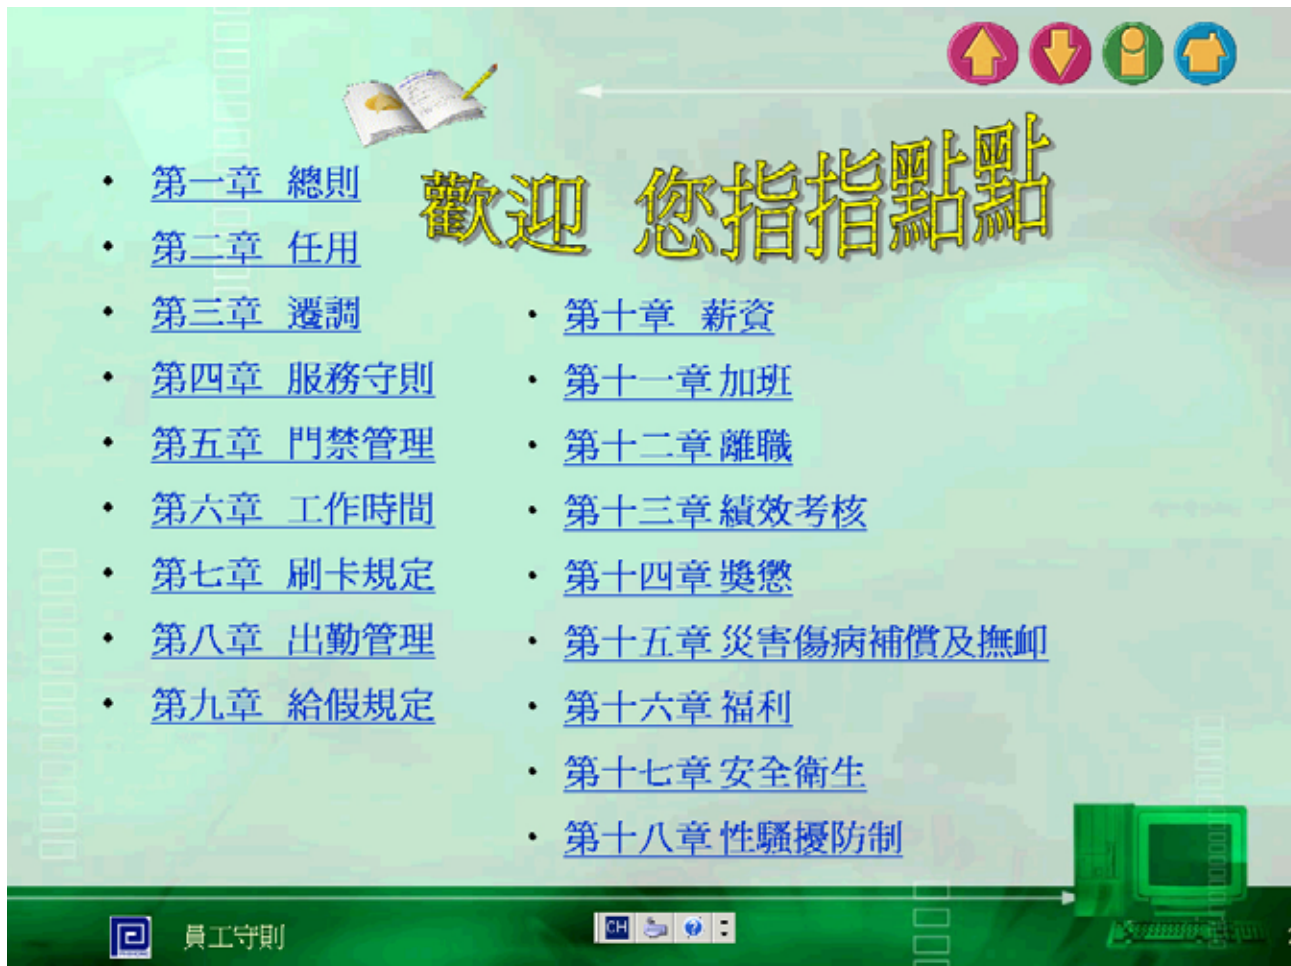 歡迎 您指指點點
第一章 總則
第二章 任用
第三章 遷調
第四章 服務守則
第五章 門禁管理
第六章 工作時間
第七章 刷卡規定
第八章 出勤管理
第九章 給假規定
第十章 薪資
第十一章 加班
第十二章 離職
第十三章 績效考核
第十四章 獎懲
第十五章 災害傷病補償及撫卹
第十六章 福利
第十七章 安全衛生
第十八章 性騷擾防制
員工守則
CH